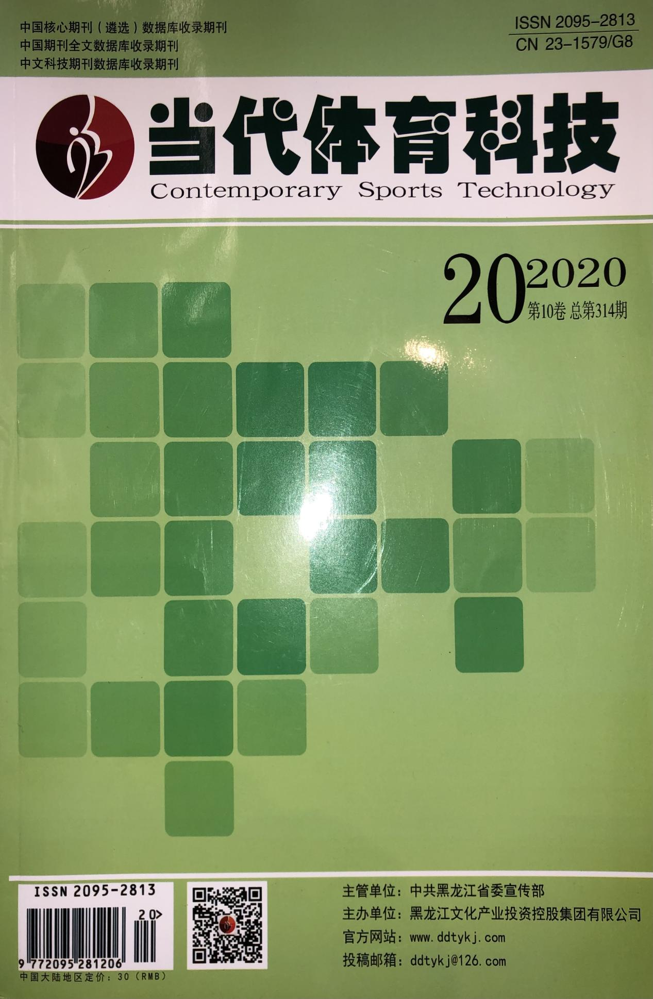 中国核心期刊（遴选）数据库收录期刊
中国期刊全文数据库收录期刊
中文科技期刊数据库收录期刊
ISSN 2095-2813
CN 23-1579/G8
当代体育科技
Contemporary Sports Technology
20 2020
第10卷 总第314期
ISSN 2095-2813
20>
9 772095 281206
中国大陆地区定价：30（RMB）
主管单位：中共黑龙江省委宣传部
主办单位：黑龙江文化产业投资控股集团有限公司
官方网站：www.ddtykj.com
投稿邮箱：ddtykj@126.com